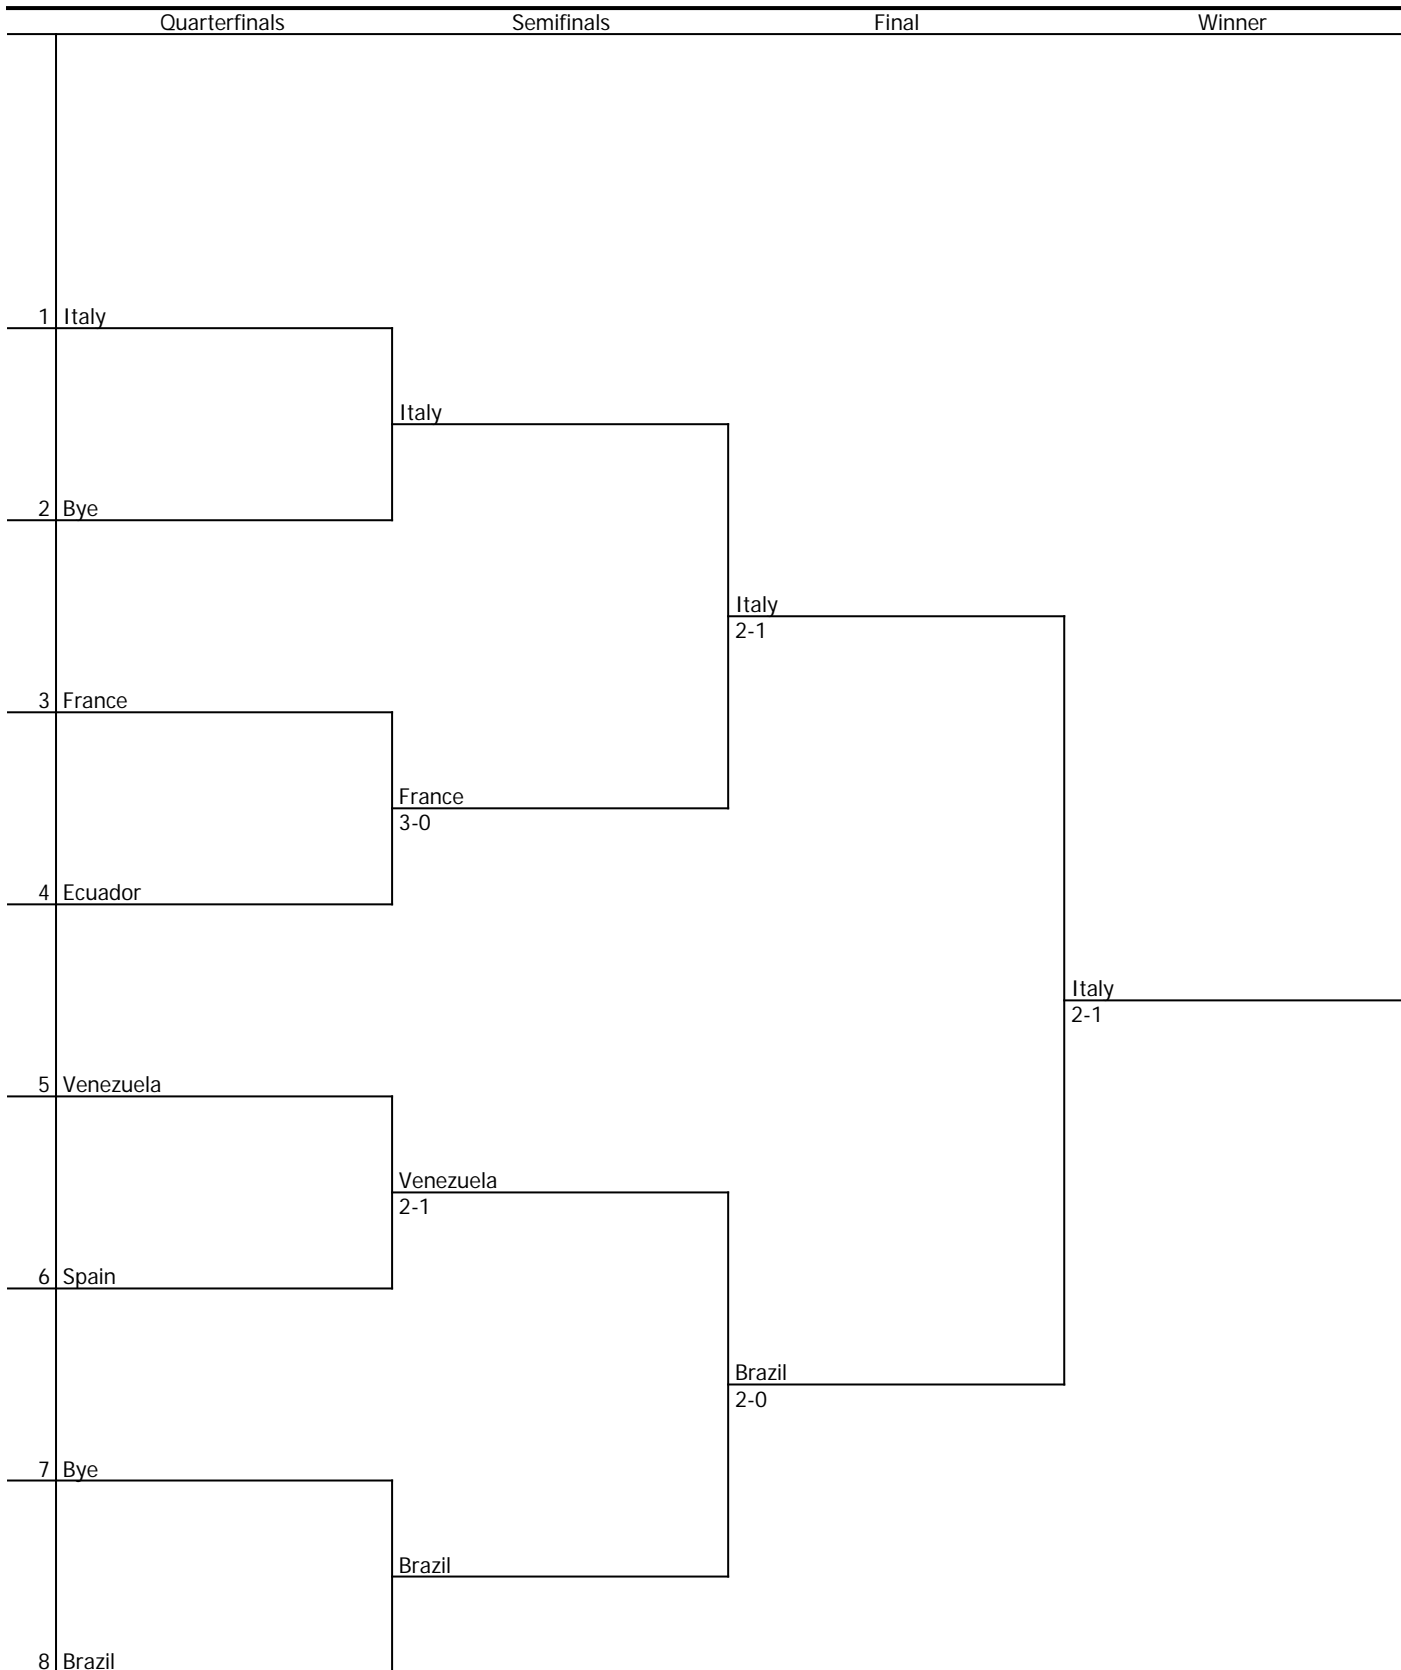 Quarterfinals Semifinals Final Winner
1 Italy
Italy
2 Bye
Italy
2-1
3 France
France
3-0
4 Ecuador
Italy
2-1
5 Venezuela
Venezuela
2-1
6 Spain
Brazil
2-0
7 Bye
Brazil
8 Brazil